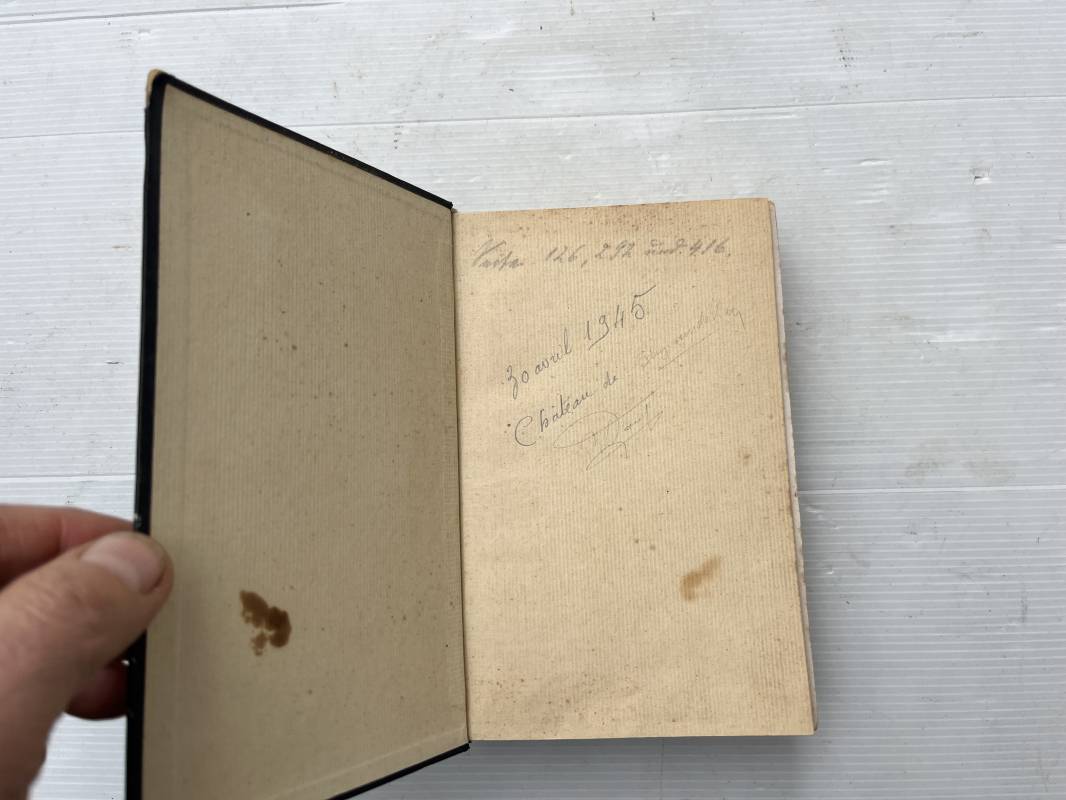 Seite 126, 292 und 416.
30 avril 1945
Château de